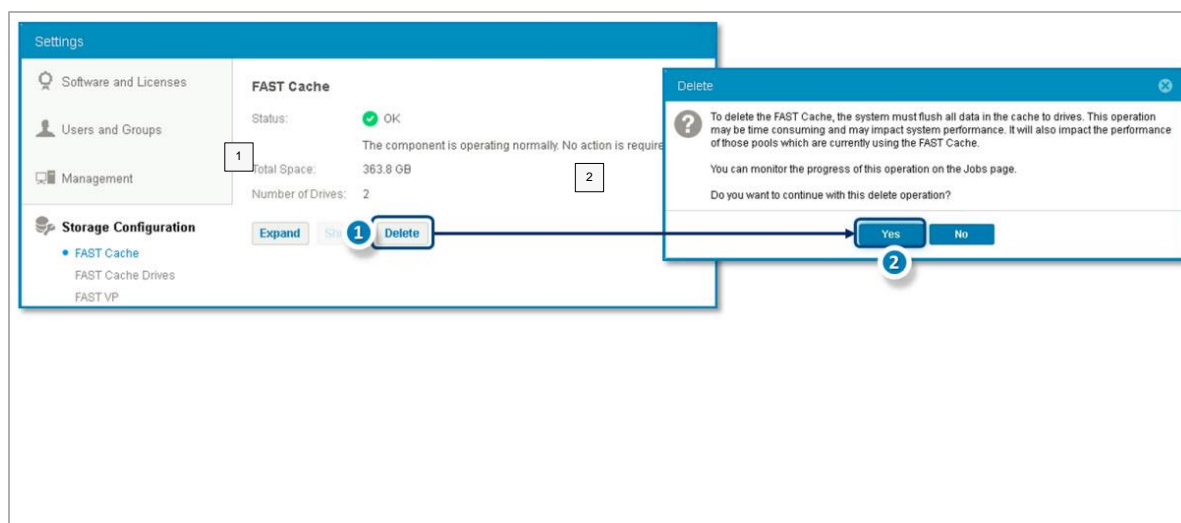 Settings
Software and Licenses
Users and Groups
Management
Storage Configuration
FAST Cache
FAST Cache Drives
FAST VP
FAST Cache
Status: OK
The component is operating normally. No action is
1
Total Space: 363.8 GB
2
Number of Drives: 2
Expand
1
Delete
Delete
To delete the FAST Cache, the system must flush all data in the cache to drives. This operation
may be time consuming and may impact system performance. It will also impact the performance
of those pools which are currently using the FAST Cache.
You can monitor the progress of this operation on the Jobs page.
Do you want to continue with this delete operation?
Yes
No
2